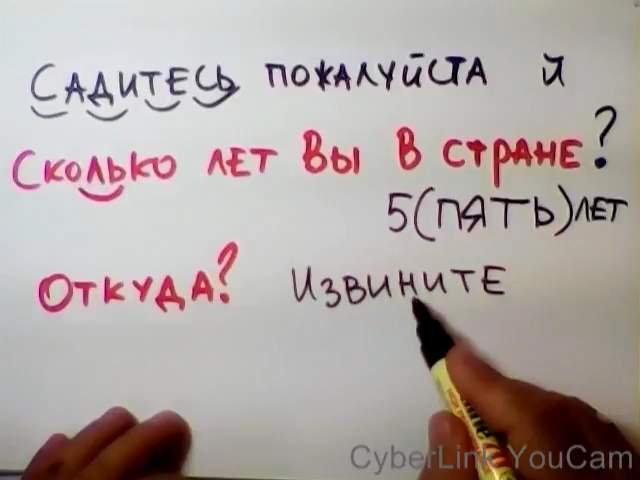 Садитесь пожалуйста й
Сколько лет Вы в стране?
5(пять)лет
Откуда? Извините
CyberLink YouCam